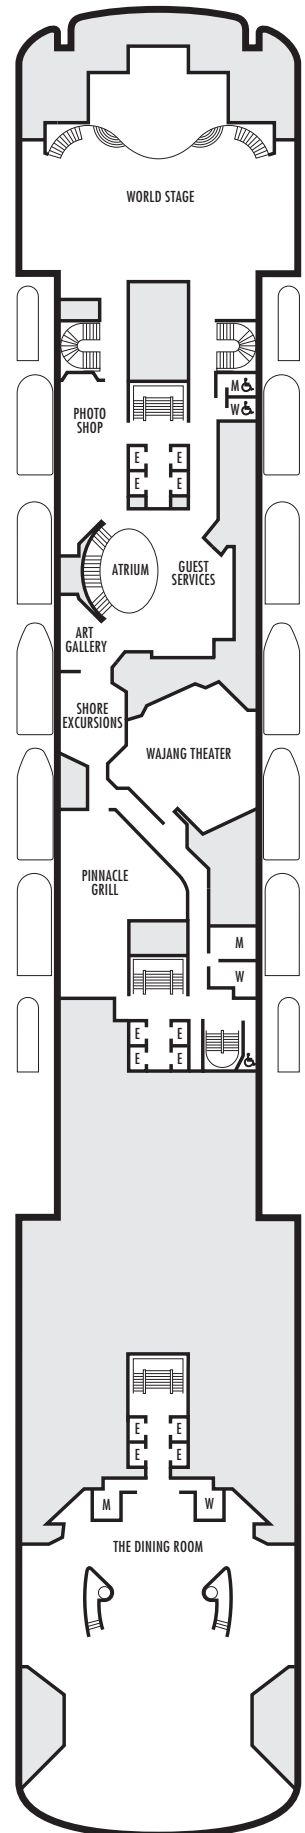 WORLD STAGE
M
W
PHOTO
SHOP
E E
E E
ATRIUM
GUEST
SERVICES
ART
GALLERY
SHORE
EXCURSIONS
WAJANG THEATER
PINNACLE
GRILL
M
W
E E
E E
E E
E E
M W
THE DINING ROOM